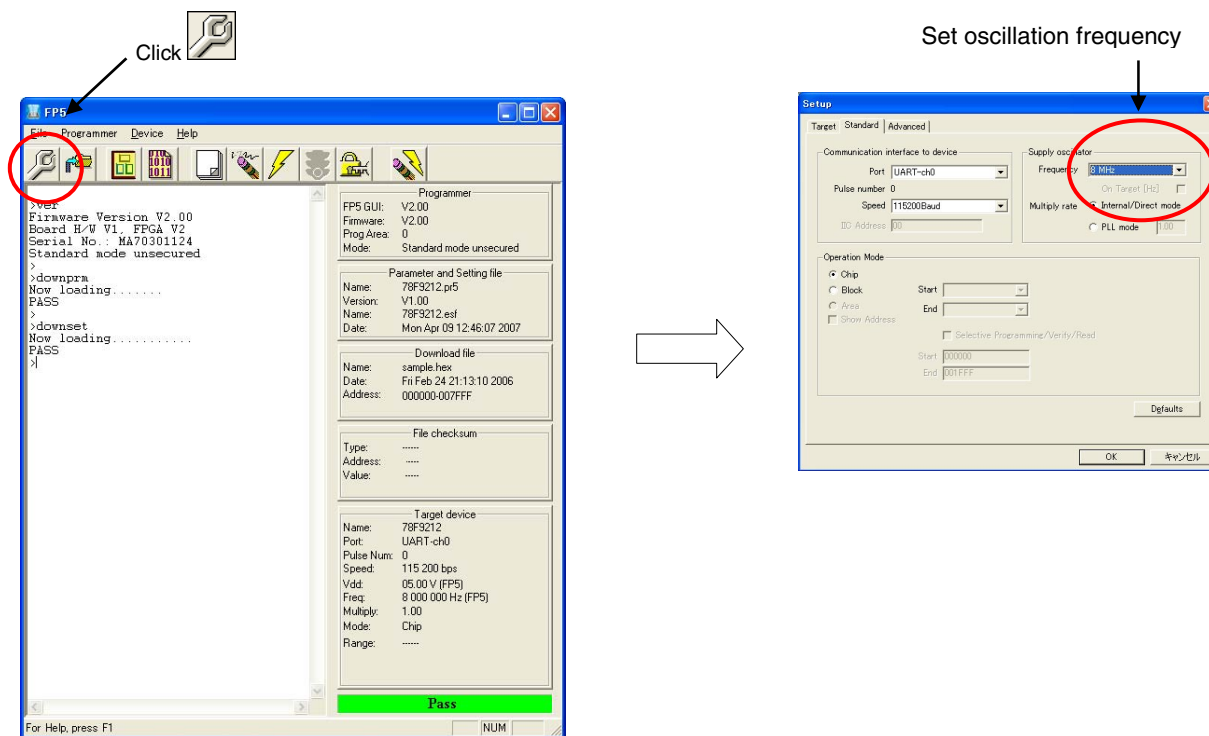 Click
Set oscillation frequency
FP5
File Programmer Device Help
>ver
Firmware Version V2.00
Board H/W V1, FPGA V2
Serial No.: MA70301124
Standard mode unsecured
>
>downprm
Now loading.......
PASS
>
>downset
Now loading...........
PASS
>
Programmer
FP5 GUI: V2.00
Firmware: V2.00
Prog Area: 0
Mode: Standard mode unsecured
Parameter and Setting file
Name: 78F9212.pr5
Version: V1.00
Name: 78F9212.esf
Date: Mon Apr 09 12:46:07 2007
Download file
Name: sample.hex
Date: Fri Feb 24 21:13:10 2006
Address: 000000-007FFF
File checksum
Type: ------
Address: ----
Value: -----
Target device
Name: 78F9212
Port: UART-ch0
Pulse Num: 0
Speed: 115 200 bps
Vdd: 05.00 V (FP5)
Freq: 8 000 000 Hz (FP5)
Multiply: 1.00
Mode: Chip
Range: ------
Pass
For Help, press F1 NUM
Setup
Target Standard Advanced
Communication interface to device
Port UART-ch0
Pulse number 0
Speed 115200Baud
IIC Address 00
Supply oscillator
Frequency 8 MHz
On Target [Hz]
Multiply rate Internal/Direct mode
PLL mode 1.00
Operation Mode
Chip
Block Start
Area End
Show Address
Selective Programming/Verify/Read
Start 000000
End 001FFF
Defaults
OK キャンセル